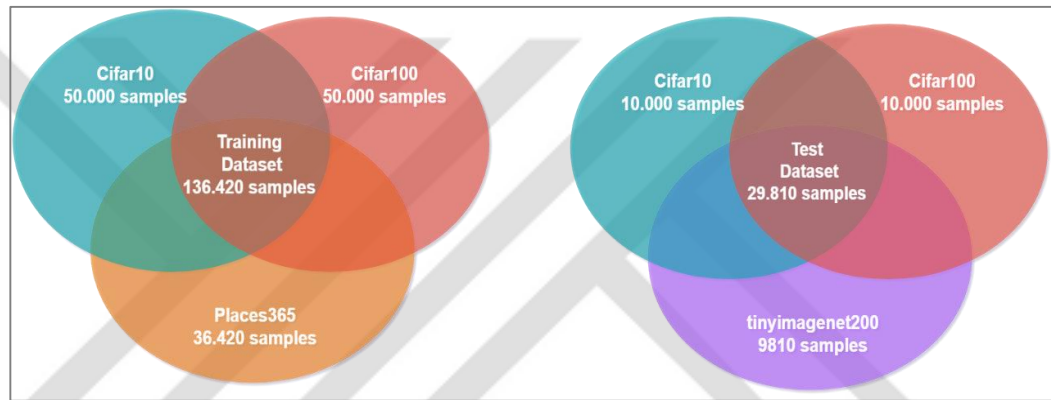 Cifar10
50.000 samples
Cifar100
50.000 samples
Training
Dataset
136.420 samples
Places365
36.420 samples
Cifar10
10.000 samples
Cifar100
10.000 samples
Test
Dataset
29.810 samples
tinyimagenet200
9810 samples